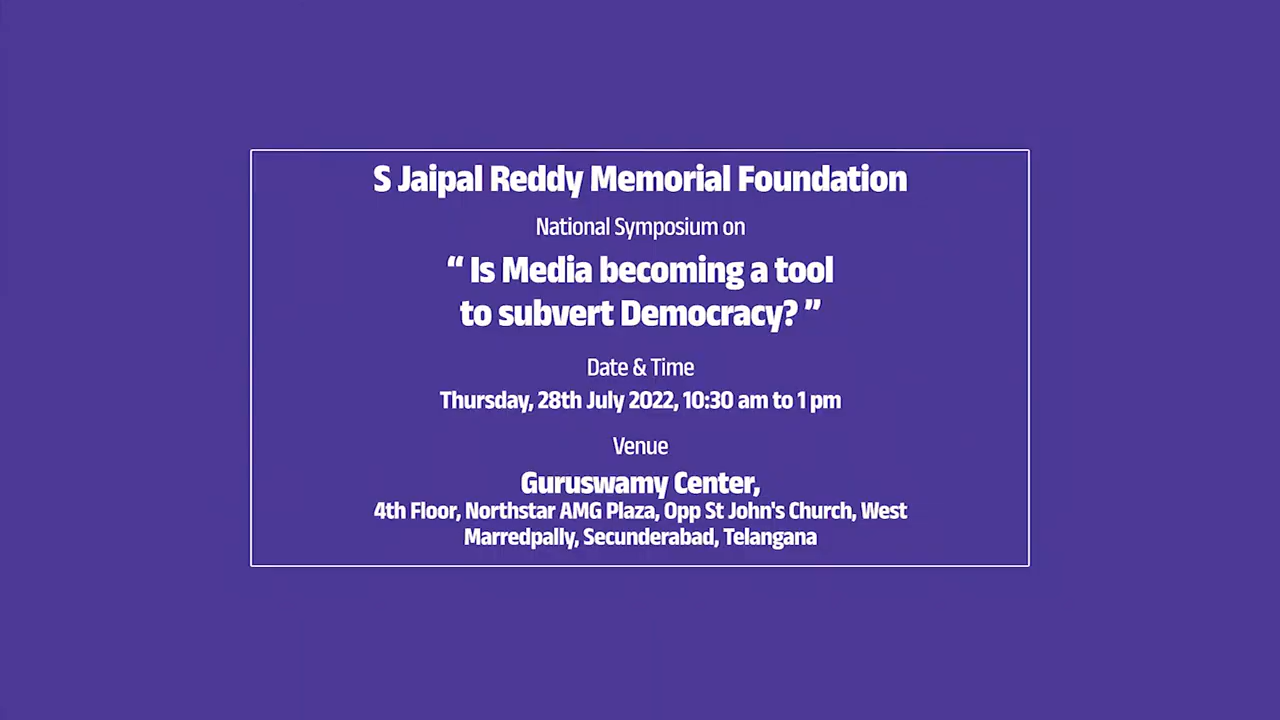 S Jaipal Reddy Memorial Foundation
National Symposium on
“ Is Media becoming a tool
to subvert Democracy? ”
Date & Time
Thursday, 28th July 2022, 10:30 am to 1 pm
Venue
Guruswamy Center,
4th Floor, Northstar AMG Plaza, Opp St John's Church, West
Marredpally, Secunderabad, Telangana